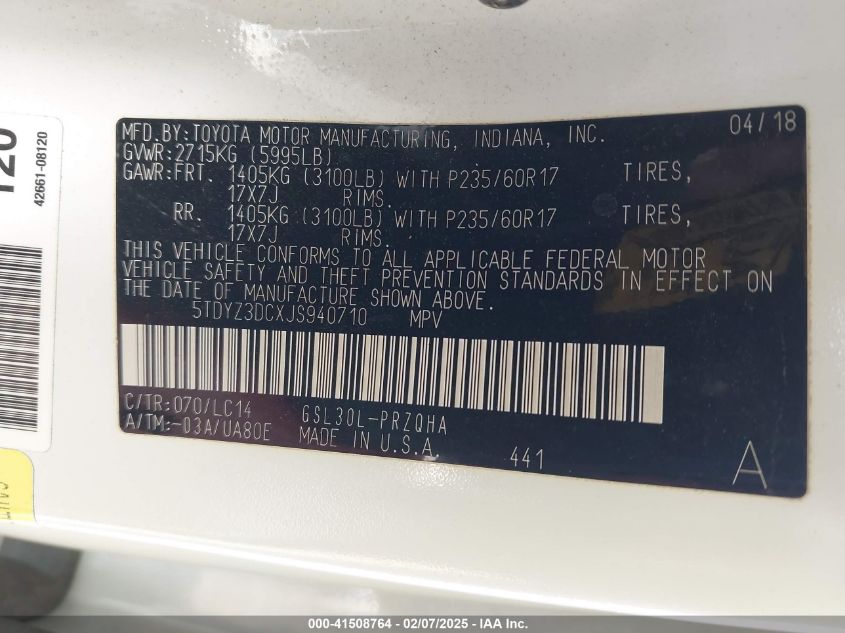 120
42661-08120
MFD.BY:TOYOTA MOTOR MANUFACTURING, INDIANA, INC. 04/18
GVWR:2715KG (5995LB)
GAWR:FRT. 1405KG (3100LB) WITH P235/60R17 TIRES,
17X7J RIMS.
RR. 1405KG (3100LB) WITH P235/60R17 TIRES,
17X7J RIMS.
THIS VEHICLE CONFORMS TO ALL APPLICABLE FEDERAL MOTOR
VEHICLE SAFETY AND THEFT PREVENTION STANDARDS IN EFFECT ON
THE DATE OF MANUFACTURE SHOWN ABOVE.
5TDYZ3DCXJS940710 MPV
C/TR:070/LC14 GSL30L-PRZQHA
A/TM:-03A/UA80E MADE IN U.S.A.
441 A
000-41508764 - 02/07/2025 - IAA Inc.